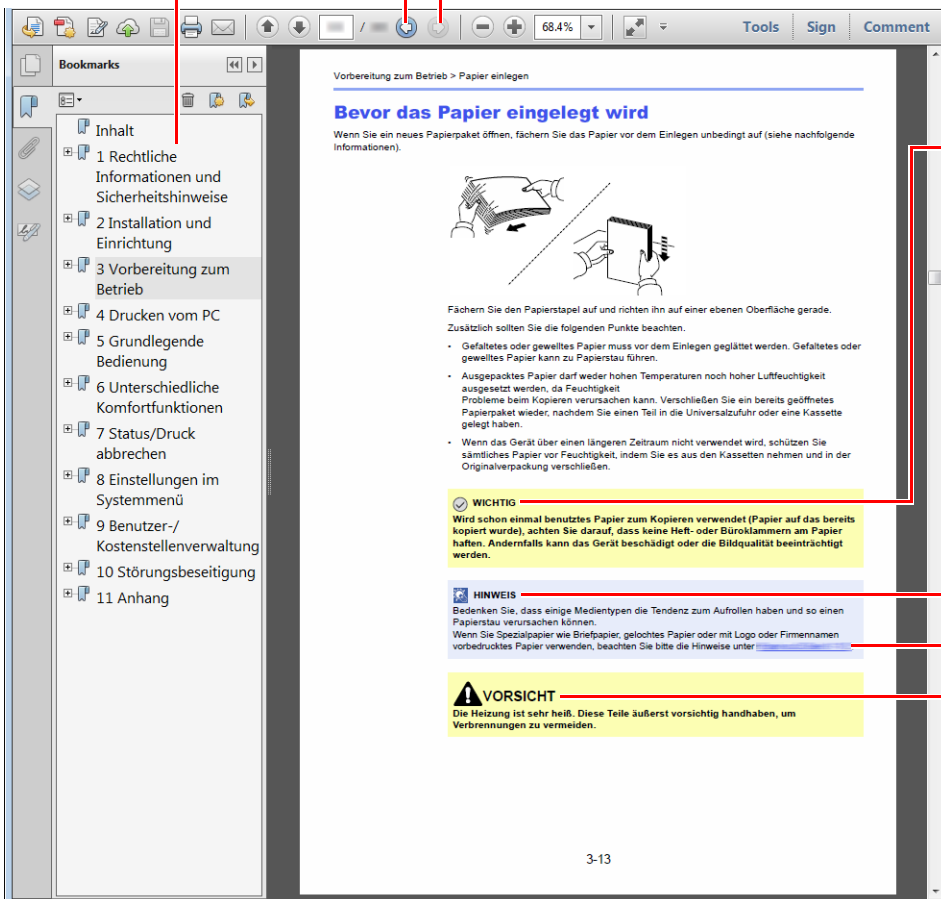 /
68.4%
Tools
Sign
Comment
Bookmarks
Inhalt
1 Rechtliche
Informationen und
Sicherheitshinweise
2 Installation und
Einrichtung
3 Vorbereitung zum
Betrieb
4 Drucken vom PC
5 Grundlegende
Bedienung
6 Unterschiedliche
Komfortfunktionen
7 Status/Druck
abbrechen
8 Einstellungen im
Systemmenü
9 Benutzer-/
Kostenstellenverwaltung
10 Störungsbeseitigung
11 Anhang
Vorbereitung zum Betrieb > Papier einlegen
Bevor das Papier eingelegt wird
Wenn Sie ein neues Papierpaket öffnen, fächern Sie das Papier vor dem Einlegen unbedingt auf (siehe nachfolgende
Informationen).
Fächern Sie den Papierstapel auf und richten ihn auf einer ebenen Oberfläche gerade.
Zusätzlich sollten Sie die folgenden Punkte beachten.
• Gefaltetes oder gewelltes Papier muss vor dem Einlegen geglättet werden. Gefaltetes oder
gewelltes Papier kann zu Papierstau führen.
• Ausgepacktes Papier darf weder hohen Temperaturen noch hoher Luftfeuchtigkeit
ausgesetzt werden, da Feuchtigkeit
Probleme beim Kopieren verursachen kann. Verschließen Sie ein bereits geöffnetes
Papierpaket wieder, nachdem Sie einen Teil in die Universalzufuhr oder eine Kassette
gelegt haben.
• Wenn das Gerät über einen längeren Zeitraum nicht verwendet wird, schützen Sie
sämtliches Papier vor Feuchtigkeit, indem Sie es aus den Kassetten nehmen und in der
Originalverpackung verschließen.
WICHTIG
Wird schon einmal benutztes Papier zum Kopieren verwendet (Papier auf das bereits
kopiert wurde), achten Sie darauf, dass keine Heft- oder Büroklammern am Papier
haften. Andernfalls kann das Gerät beschädigt oder die Bildqualität beeinträchtigt
werden.
HINWEIS
Bedenken Sie, dass einige Medientypen die Tendenz zum Aufrollen haben und so einen
Papierstau verursachen können.
Wenn Sie Spezialpapier wie Briefpapier, gelochtes Papier oder mit Logo oder Firmennamen
vorbedrucktes Papier verwenden, beachten Sie bitte die Hinweise unter
VORSICHT
Die Heizung ist sehr heiß. Diese Teile äußerst vorsichtig handhaben, um
Verbrennungen zu vermeiden.
3-13